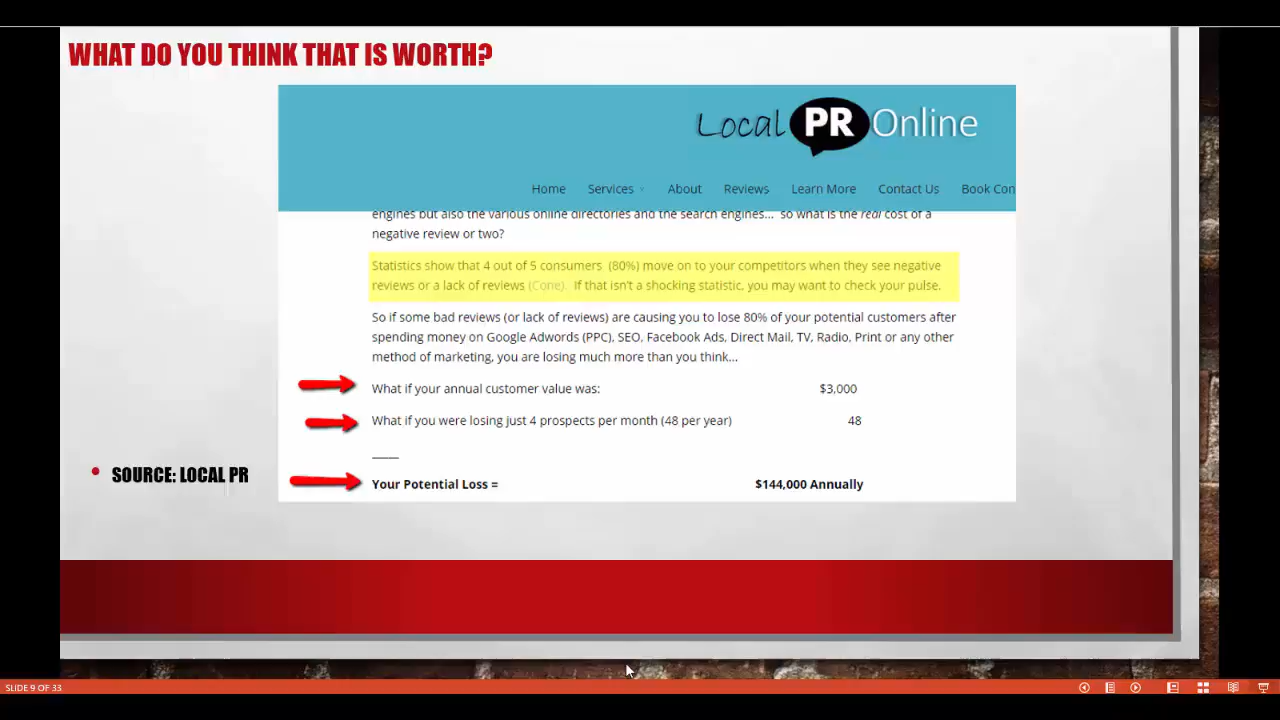 WHAT DO YOU THINK THAT IS WORTH?
Local PR Online
Home Services About Reviews Learn More Contact Us Book Con
engines but also the various online directories and the search engines... so what is the real cost of a
negative review or two?
Statistics show that 4 out of 5 consumers (80%) move on to your competitors when they see negative
reviews or a lack of reviews (Cone). If that isn't a shocking statistic, you may want to check your pulse.
So if some bad reviews (or lack of reviews) are causing you to lose 80% of your potential customers after
spending money on Google Adwords (PPC), SEO, Facebook Ads, Direct Mail, TV, Radio, Print or any other
method of marketing, you are losing much more than you think...
What if your annual customer value was: $3,000
What if you were losing just 4 prospects per month (48 per year) 48
_____
Your Potential Loss = $144,000 Annually
• SOURCE: LOCAL PR
SLIDE 9 OF 33